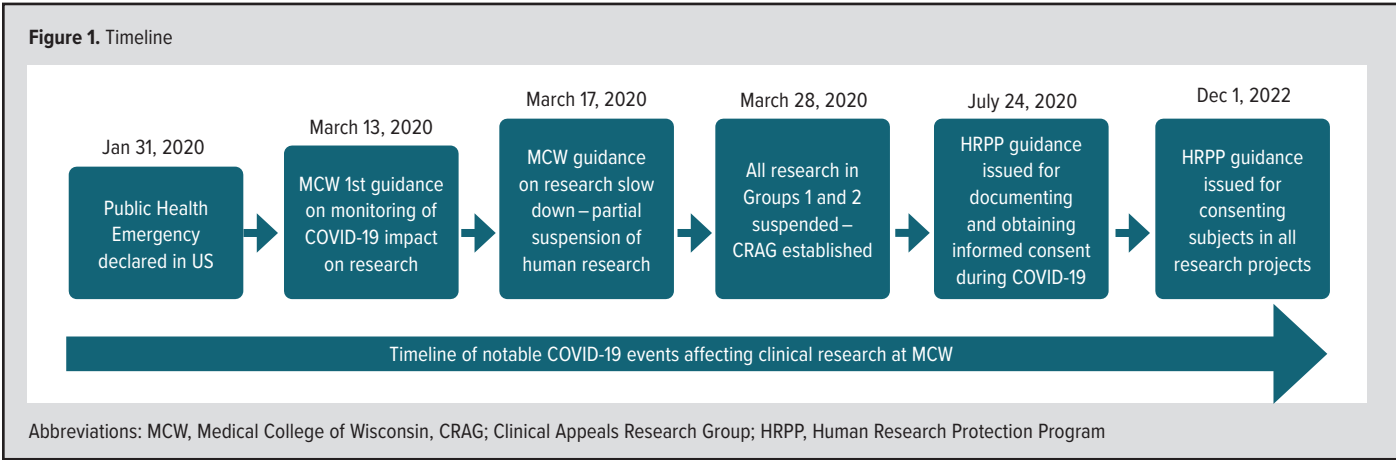 Figure 1. Timeline
Jan 31, 2020
Public Health
Emergency
declared in US
March 13, 2020
MCW 1st guidance
on monitoring of
COVID-19 impact
on research
March 17, 2020
MCW guidance
on research slow
down – partial
suspension of
human research
March 28, 2020
All research in
Groups 1 and 2
suspended –
CRAG established
July 24, 2020
HRPP guidance
issued for
documenting
and obtaining
informed consent
during COVID-19
Dec 1, 2022
HRPP guidance
issued for
consenting
subjects in all
research projects
Timeline of notable COVID-19 events affecting clinical research at MCW
Abbreviations: MCW, Medical College of Wisconsin, CRAG; Clinical Appeals Research Group; HRPP, Human Research Protection Program